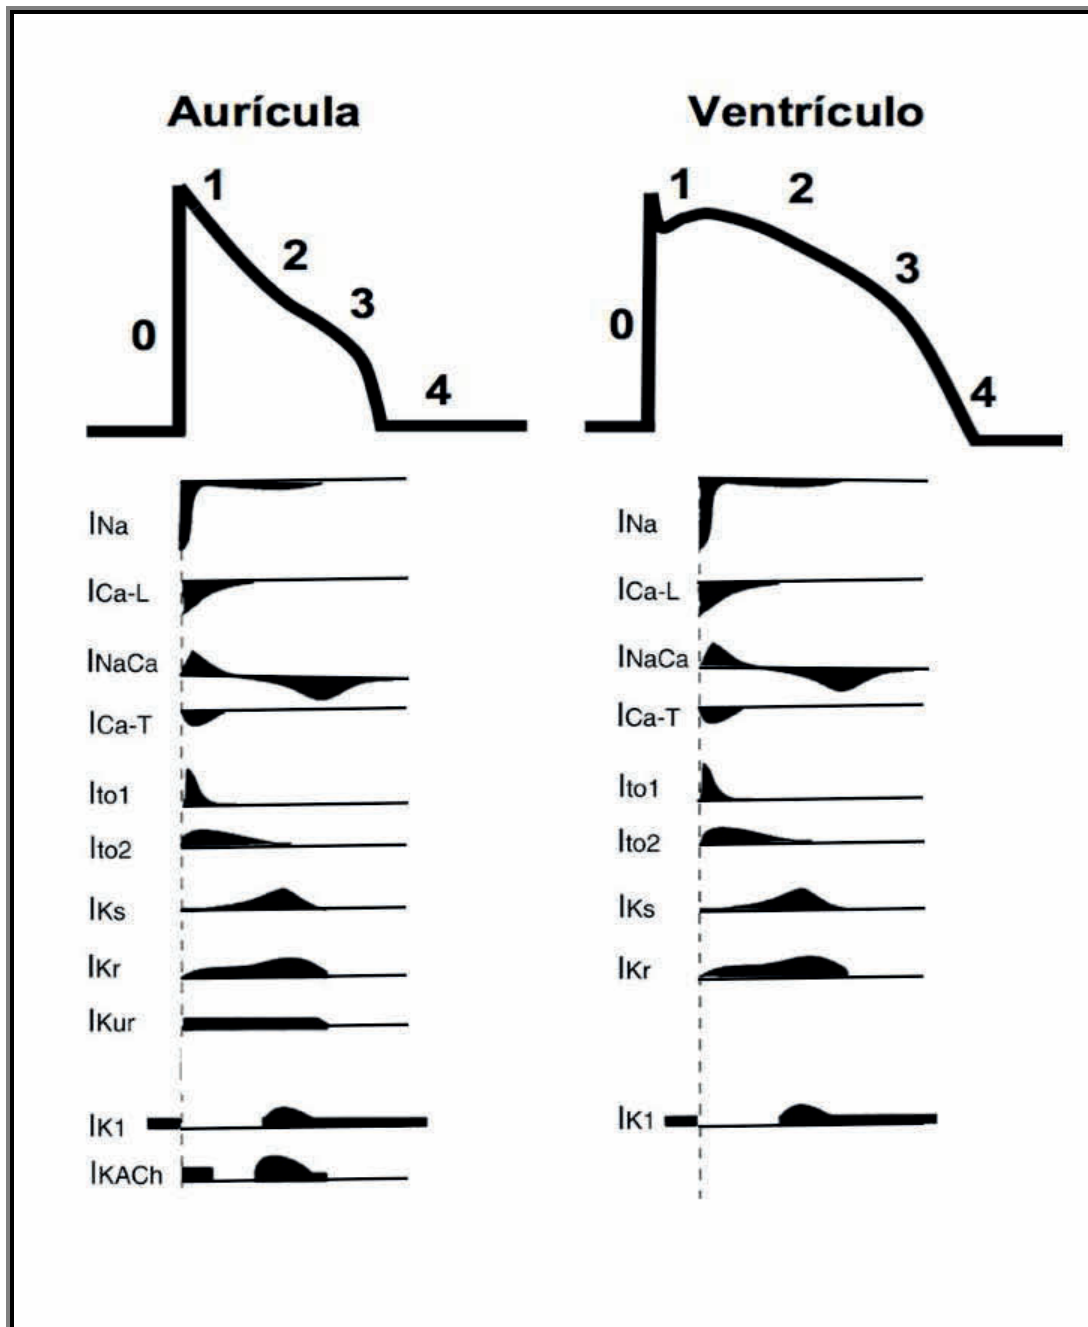 Aurícula
1
2
3
0
4
INa
ICa-L
INaCa
ICa-T
Ito1
Ito2
IKs
IKr
IKur
IK1
IKACh
Ventrículo
1
2
3
0
4
INa
ICa-L
INaCa
ICa-T
Ito1
Ito2
IKs
IKr
IK1